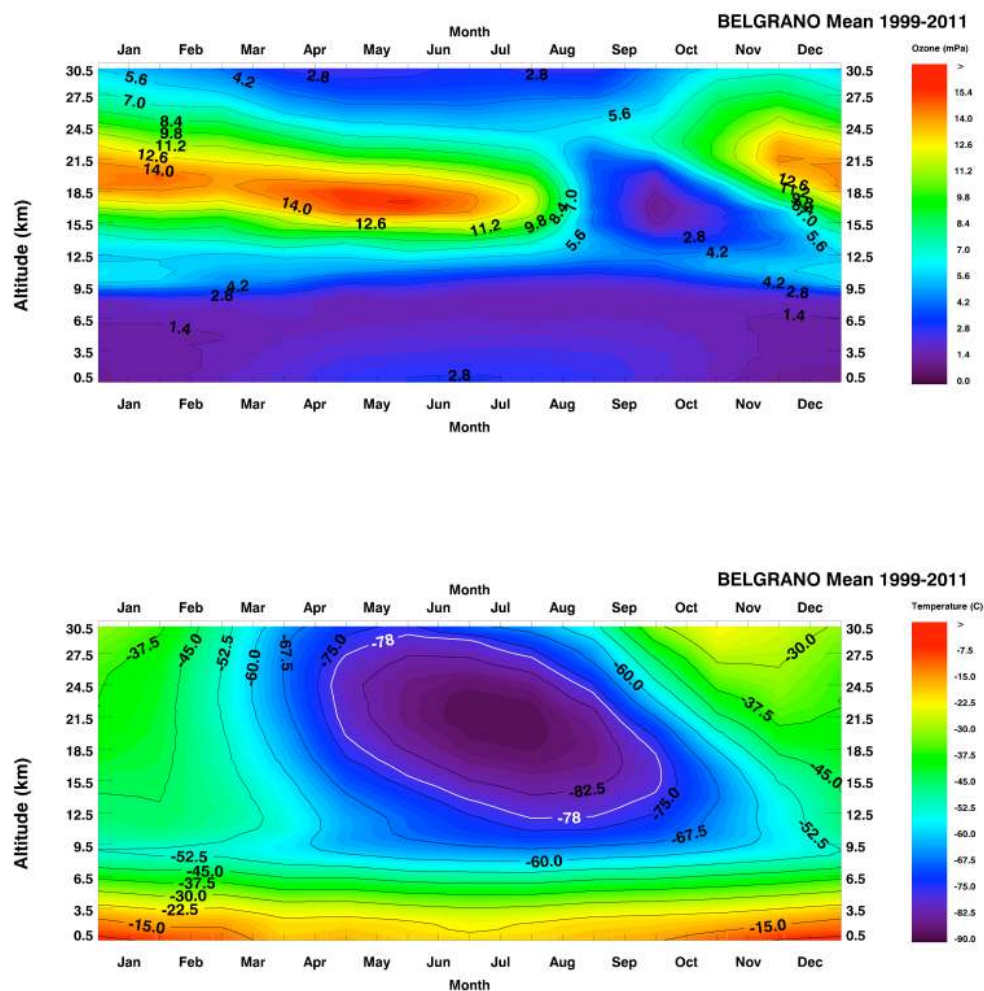 BELGRANO Mean 1999-2011
Month
Jan Feb Mar Apr May Jun Jul Aug Sep Oct Nov Dec
Ozone (mPa)
30.5 5.6 4.2 2.8 2.8 30.5
27.5 7.0 5.6 27.5
24.5 8.4 24.5
9.8
11.2
21.5 12.6 21.5
14.0 12.6
11.2
18.5 14.0 7.0 9.8 18.5
8.4 7.0
15.5 12.6 11.2 9.8 5.6 2.8 5.6 15.5
12.5 4.2 12.5
9.5 4.2 4.2 9.5
2.8 2.8
6.5 1.4 1.4 6.5
3.5 3.5
0.5 2.8 0.5
Altitude (km)
>
15.4
14.0
12.6
11.2
9.8
8.4
7.0
5.6
4.2
2.8
1.4
0.0
Jan Feb Mar Apr May Jun Jul Aug Sep Oct Nov Dec
Month
BELGRANO Mean 1999-2011
Month
Jan Feb Mar Apr May Jun Jul Aug Sep Oct Nov Dec
Temperature (C)
30.5 -37.5 -45.0 -52.5 -60.0 -67.5 -75.0 -78 -30.0 30.5
27.5 -60.0 27.5
24.5 -37.5 24.5
21.5 21.5
18.5 -45.0 18.5
15.5 -82.5 -75.0 15.5
12.5 -78 -67.5 -52.5 12.5
9.5 -52.5 -60.0 9.5
-45.0
6.5 -37.5 6.5
-30.0
3.5 -22.5 3.5
-15.0 -15.0
0.5 0.5
Altitude (km)
>
-7.5
-15.0
-22.5
-30.0
-37.5
-45.0
-52.5
-60.0
-67.5
-75.0
-82.5
-90.0
Jan Feb Mar Apr May Jun Jul Aug Sep Oct Nov Dec
Month